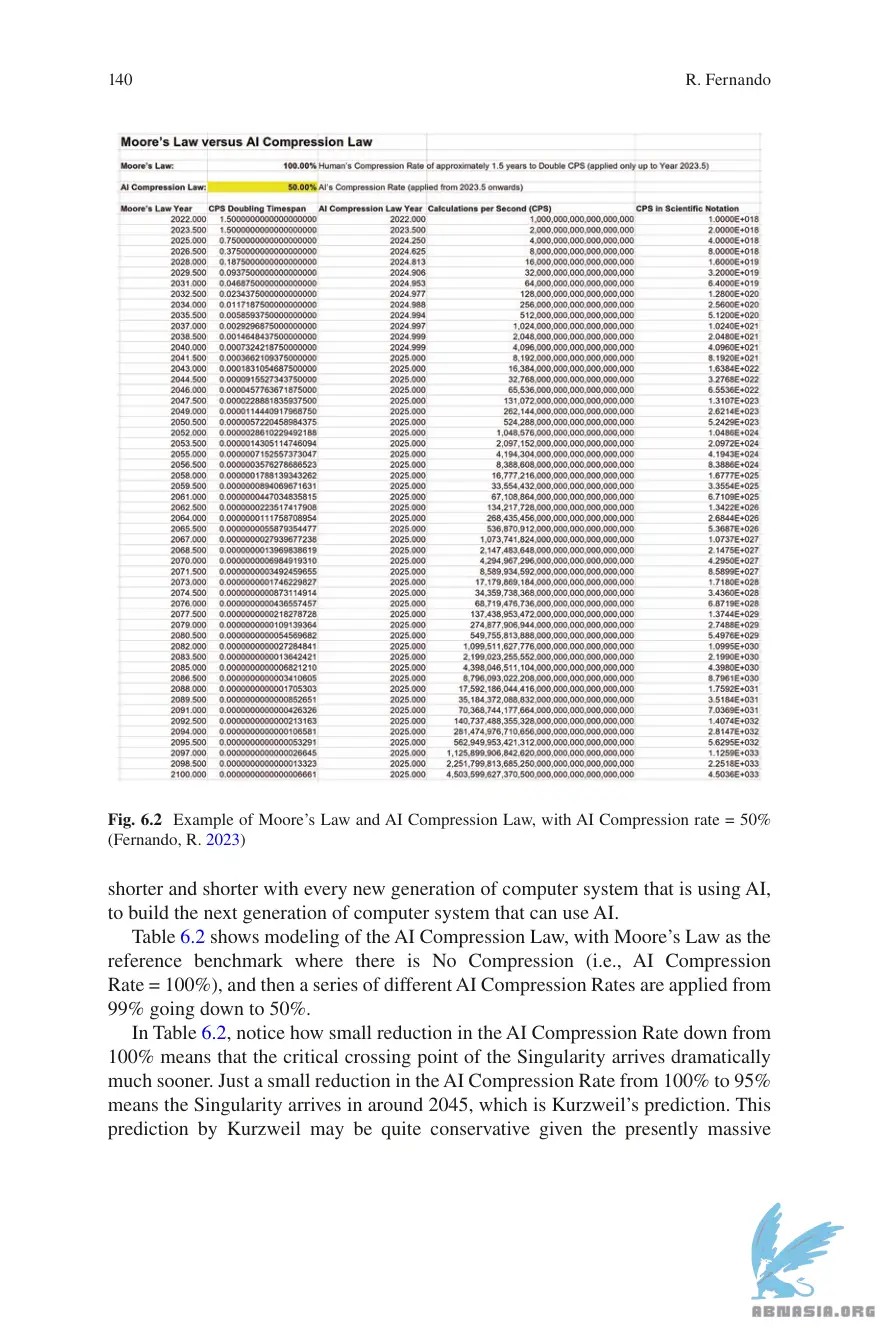 140 R. Fernando
Moore's Law versus AI Compression Law
Moore's Law: 100.00% Human's Compression Rate of approximately 1.5 years to Double CPS (applied only up to Year 2023.5)
AI Compression Law: 50.00% AI's Compression Rate (applied from 2023.5 onwards)
Moore's Law Year CPS Doubling Timespan AI Compression Law Year Calculations per Second (CPS) CPS in Scientific Notation
2022.000 1.5000000000000000000 2022.000 1,000,000,000,000,000,000 1.0000E+018
2023.500 1.5000000000000000000 2023.500 2,000,000,000,000,000,000 2.0000E+018
2025.000 0.7500000000000000000 2024.250 4,000,000,000,000,000,000 4.0000E+018
2026.500 0.3750000000000000000 2024.625 8,000,000,000,000,000,000 8.0000E+018
2028.000 0.1875000000000000000 2024.813 16,000,000,000,000,000,000 1.6000E+019
2029.500 0.0937500000000000000 2024.906 32,000,000,000,000,000,000 3.2000E+019
2031.000 0.0468750000000000000 2024.953 64,000,000,000,000,000,000 6.4000E+019
2032.500 0.0234375000000000000 2024.977 128,000,000,000,000,000,000 1.2800E+020
2034.000 0.0117187500000000000 2024.988 256,000,000,000,000,000,000 2.5600E+020
2035.500 0.0058593750000000000 2024.994 512,000,000,000,000,000,000 5.1200E+020
2037.000 0.0029296875000000000 2024.997 1,024,000,000,000,000,000,000 1.0240E+021
2038.500 0.0014648437500000000 2024.999 2,048,000,000,000,000,000,000 2.0480E+021
2040.000 0.0007324218750000000 2024.999 4,096,000,000,000,000,000,000 4.0960E+021
2041.500 0.0003662109375000000 2025.000 8,192,000,000,000,000,000,000 8.1920E+021
2043.000 0.0001831054687500000 2025.000 16,384,000,000,000,000,000,000 1.6384E+022
2044.500 0.0000915527343750000 2025.000 32,768,000,000,000,000,000,000 3.2768E+022
2046.000 0.0000457763671875000 2025.000 65,536,000,000,000,000,000,000 6.5536E+022
2047.500 0.0000228881835937500 2025.000 131,072,000,000,000,000,000,000 1.3107E+023
2049.000 0.0000114440917968750 2025.000 262,144,000,000,000,000,000,000 2.6214E+023
2050.500 0.0000057220458984375 2025.000 524,288,000,000,000,000,000,000 5.2429E+023
2052.000 0.0000028610229492188 2025.000 1,048,576,000,000,000,000,000,000 1.0486E+024
2053.500 0.0000014305114746094 2025.000 2,097,152,000,000,000,000,000,000 2.0972E+024
2055.000 0.0000007152557373047 2025.000 4,194,304,000,000,000,000,000,000 4.1943E+024
2056.500 0.0000003576278686523 2025.000 8,388,608,000,000,000,000,000,000 8.3886E+024
2058.000 0.0000001788139343262 2025.000 16,777,216,000,000,000,000,000,000 1.6777E+025
2059.500 0.0000000894069671631 2025.000 33,554,432,000,000,000,000,000,000 3.3554E+025
2061.000 0.0000000447034835815 2025.000 67,108,864,000,000,000,000,000,000 6.7109E+025
2062.500 0.0000000223517417908 2025.000 134,217,728,000,000,000,000,000,000 1.3422E+026
2064.000 0.0000000111758708954 2025.000 268,435,456,000,000,000,000,000,000 2.6844E+026
2065.500 0.0000000055879354477 2025.000 536,870,912,000,000,000,000,000,000 5.3687E+026
2067.000 0.0000000027939677238 2025.000 1,073,741,824,000,000,000,000,000,000 1.0737E+027
2068.500 0.0000000013969838619 2025.000 2,147,483,648,000,000,000,000,000,000 2.1475E+027
2070.000 0.0000000006984919310 2025.000 4,294,967,296,000,000,000,000,000,000 4.2950E+027
2071.500 0.0000000003492459655 2025.000 8,589,934,592,000,000,000,000,000,000 8.5899E+027
2073.000 0.0000000001746229827 2025.000 17,179,869,184,000,000,000,000,000,000 1.7180E+028
2074.500 0.0000000000873114914 2025.000 34,359,738,368,000,000,000,000,000,000 3.4360E+028
2076.000 0.0000000000436557457 2025.000 68,719,476,736,000,000,000,000,000,000 6.8719E+028
2077.500 0.0000000000218278728 2025.000 137,438,953,472,000,000,000,000,000,000 1.3744E+029
2079.000 0.0000000000109139364 2025.000 274,877,906,944,000,000,000,000,000,000 2.7488E+029
2080.500 0.0000000000054569682 2025.000 549,755,813,888,000,000,000,000,000,000 5.4976E+029
2082.000 0.0000000000027284841 2025.000 1,099,511,627,776,000,000,000,000,000,000 1.0995E+030
2083.500 0.0000000000013642421 2025.000 2,199,023,255,552,000,000,000,000,000,000 2.1990E+030
2085.000 0.0000000000006821210 2025.000 4,398,046,511,104,000,000,000,000,000,000 4.3980E+030
2086.500 0.0000000000003410605 2025.000 8,796,093,022,208,000,000,000,000,000,000 8.7961E+030
2088.000 0.0000000000001705303 2025.000 17,592,186,044,416,000,000,000,000,000,000 1.7592E+031
2089.500 0.0000000000000852651 2025.000 35,184,372,088,832,000,000,000,000,000,000 3.5184E+031
2091.000 0.0000000000000426326 2025.000 70,368,744,177,664,000,000,000,000,000,000 7.0369E+031
2092.500 0.0000000000000213163 2025.000 140,737,488,355,328,000,000,000,000,000,000 1.4074E+032
2094.000 0.0000000000000106581 2025.000 281,474,976,710,656,000,000,000,000,000,000 2.8147E+032
2095.500 0.0000000000000053291 2025.000 562,949,953,421,312,000,000,000,000,000,000 5.6295E+032
2097.000 0.0000000000000026645 2025.000 1,125,899,906,842,620,000,000,000,000,000,000 1.1259E+033
2098.500 0.0000000000000013323 2025.000 2,251,799,813,685,250,000,000,000,000,000,000 2.2518E+033
2100.000 0.0000000000000006661 2025.000 4,503,599,627,370,500,000,000,000,000,000,000 4.5036E+033
Fig. 6.2 Example of Moore's Law and AI Compression Law, with AI Compression rate = 50%
(Fernando, R. 2023)
shorter and shorter with every new generation of computer system that is using AI,
to build the next generation of computer system that can use AI.
Table 6.2 shows modeling of the AI Compression Law, with Moore's Law as the
reference benchmark where there is No Compression (i.e., AI Compression
Rate = 100%), and then a series of different AI Compression Rates are applied from
99% going down to 50%.
In Table 6.2, notice how small reduction in the AI Compression Rate down from
100% means that the critical crossing point of the Singularity arrives dramatically
much sooner. Just a small reduction in the AI Compression Rate from 100% to 95%
means the Singularity arrives in around 2045, which is Kurzweil's prediction. This
prediction by Kurzweil may be quite conservative given the presently massive
ABNASIA.ORG